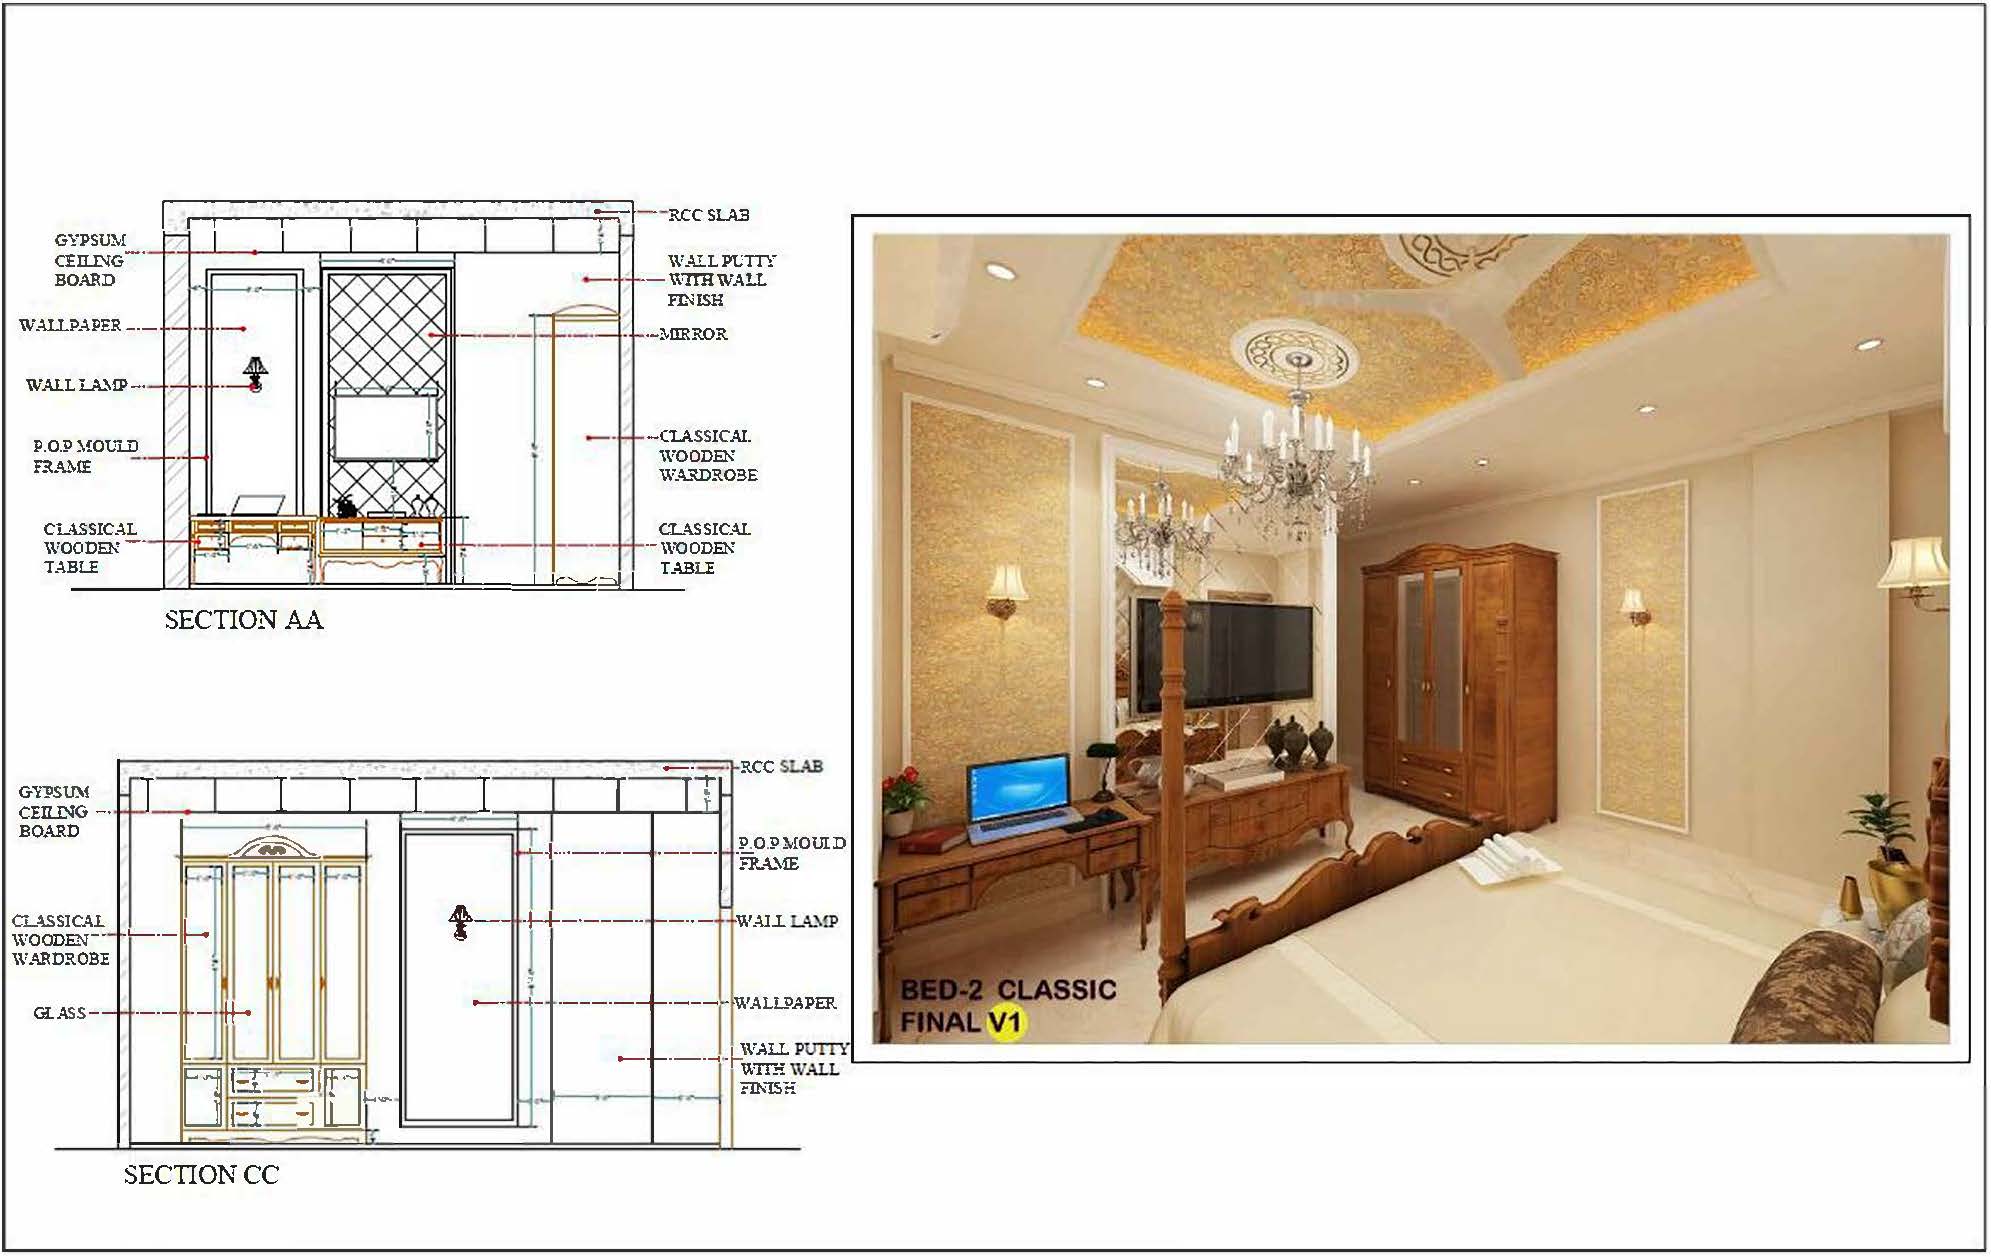 RCC SLAB
GYPSUM
CEILING
BOARD
WALL PUTTY
WITH WALL
FINISH
WALLPAPER
MIRROR
WALL LAMP
P.O.P MOULD
FRAME
CLASSICAL
WOODEN
WARDROBE
CLASSICAL
WOODEN
TABLE
CLASSICAL
WOODEN
TABLE
SECTION AA
RCC SLAB
GYPSUM
CEILING
BOARD
P.O.P MOULD
FRAME
CLASSICAL
WOODEN
WARDROBE
WALL LAMP
GLASS
WALLPAPER
WALL PUTTY
WITH WALL
FINISH
SECTION CC
BED-2 CLASSIC
FINAL V1